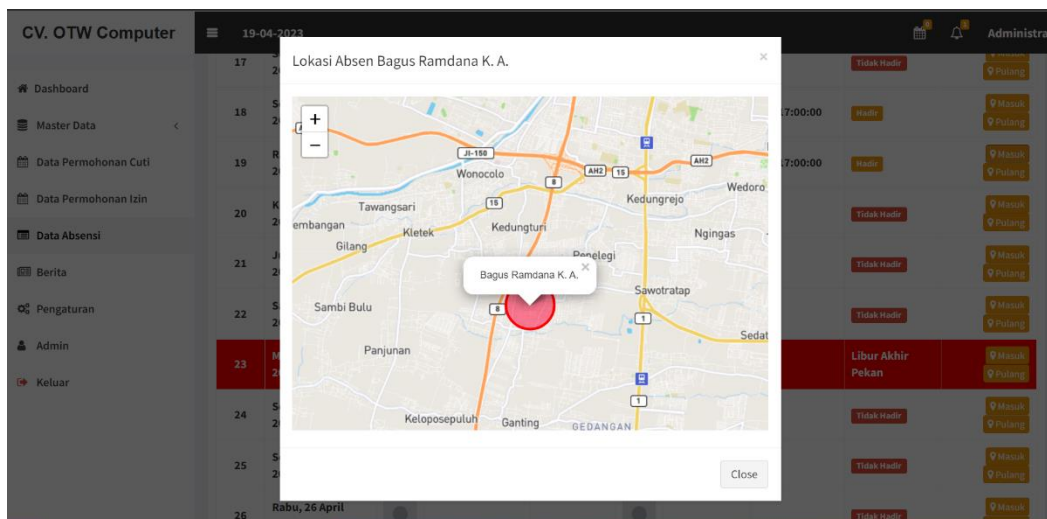 CV. OTW Computer
19-04-2023
Administra
Dashboard
Master Data
Data Permohonan Cuti
Data Permohonan Izin
Data Absensi
Berita
Pengaturan
Admin
Keluar
Lokasi Absen Bagus Ramdana K. A.
×
+
−
JI-150
Wonocolo
8
AH2
15
AH2
Wedoro
Tawangsari
15
Kedungrejo
embangan
Kletek
Kedungturi
Ngingas
Gilang
Penelegi
Bagus Ramdana K. A.
×
Sawotratap
Sambi Bulu
8
1
Sedat
Panjunan
1
Keloposepuluh
Ganting
GEDANGAN
Close
17
Tidak Hadir
Masuk
Pulang
18
17:00:00
Hadir
Masuk
Pulang
19
17:00:00
Hadir
Masuk
Pulang
20
Tidak Hadir
Masuk
Pulang
21
Tidak Hadir
Masuk
Pulang
22
Tidak Hadir
Masuk
Pulang
23
Libur Akhir
Pekan
Masuk
Pulang
24
Tidak Hadir
Masuk
Pulang
25
Tidak Hadir
Masuk
Pulang
26
Rabu, 26 April
Tidak Hadir
Masuk